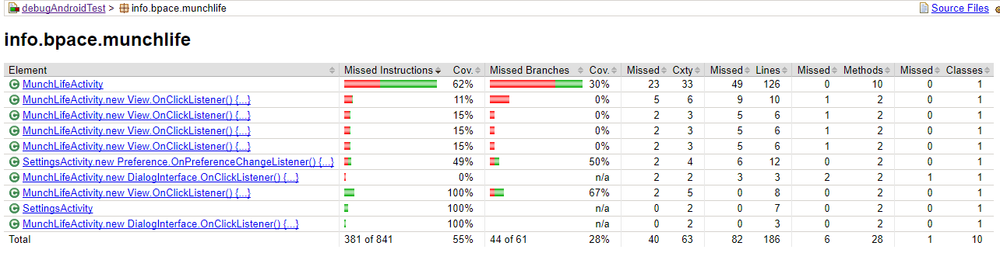 debugAndroidTest > info.bpace.munchlife Source Files
info.bpace.munchlife
Element Missed Instructions Cov. Missed Branches Cov. Missed Cxty Missed Lines Missed Methods Missed Classes
MunchLifeActivity 62% 30% 23 33 49 126 0 10 0 1
MunchLifeActivity.new View.OnClickListener() {...} 11% 0% 5 6 9 10 1 2 0 1
MunchLifeActivity.new View.OnClickListener() {...} 15% 0% 2 3 5 6 1 2 0 1
MunchLifeActivity.new View.OnClickListener() {...} 15% 0% 2 3 5 6 1 2 0 1
MunchLifeActivity.new View.OnClickListener() {...} 15% 0% 2 3 5 6 1 2 0 1
SettingsActivity.new Preference.OnPreferenceChangeListener() {...} 49% 50% 2 4 6 12 0 2 0 1
MunchLifeActivity.new DialogInterface.OnClickListener() {...} 0% n/a 2 2 3 3 2 2 1 1
MunchLifeActivity.new View.OnClickListener() {...} 100% 67% 2 5 0 8 0 2 0 1
SettingsActivity 100% n/a 0 2 0 7 0 2 0 1
MunchLifeActivity.new DialogInterface.OnClickListener() {...} 100% n/a 0 2 0 3 0 2 0 1
Total 381 of 841 55% 44 of 61 28% 40 63 82 186 6 28 1 10